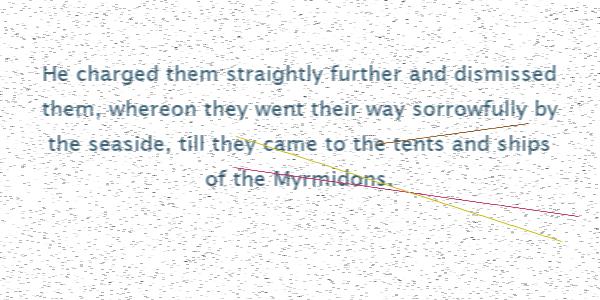 He charged them straightly further and dismissed
them, whereon they went their way sorrowfully by
the seaside, till they came to the tents and ships
of the Myrmidons.